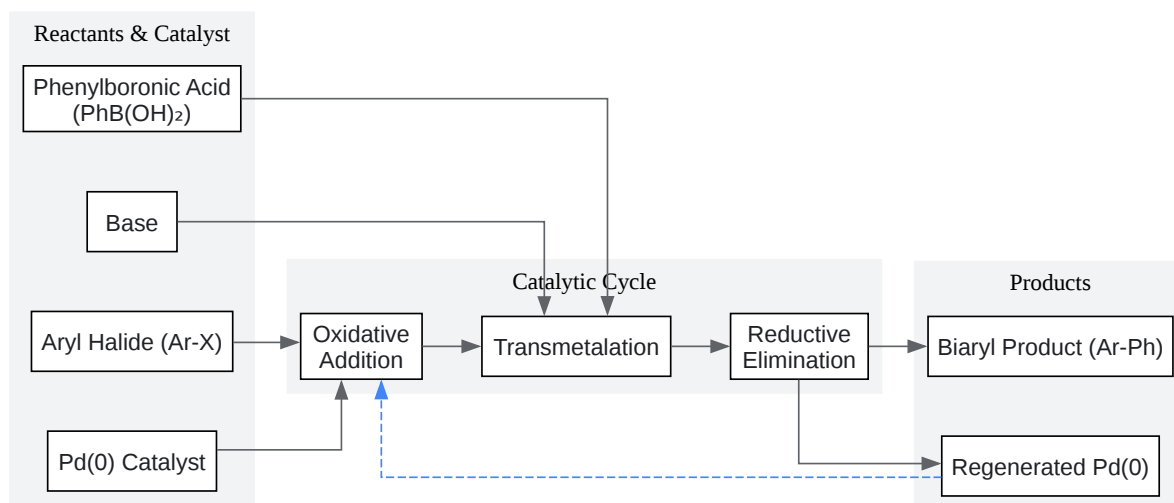 Reactants & Catalyst
Phenylboronic Acid
(PhB(OH)₂)
Base
Aryl Halide (Ar-X)
Pd(0) Catalyst
Catalytic Cycle
Oxidative
Addition
Transmetalation
Reductive
Elimination
Products
Biaryl Product (Ar-Ph)
Regenerated Pd(0)